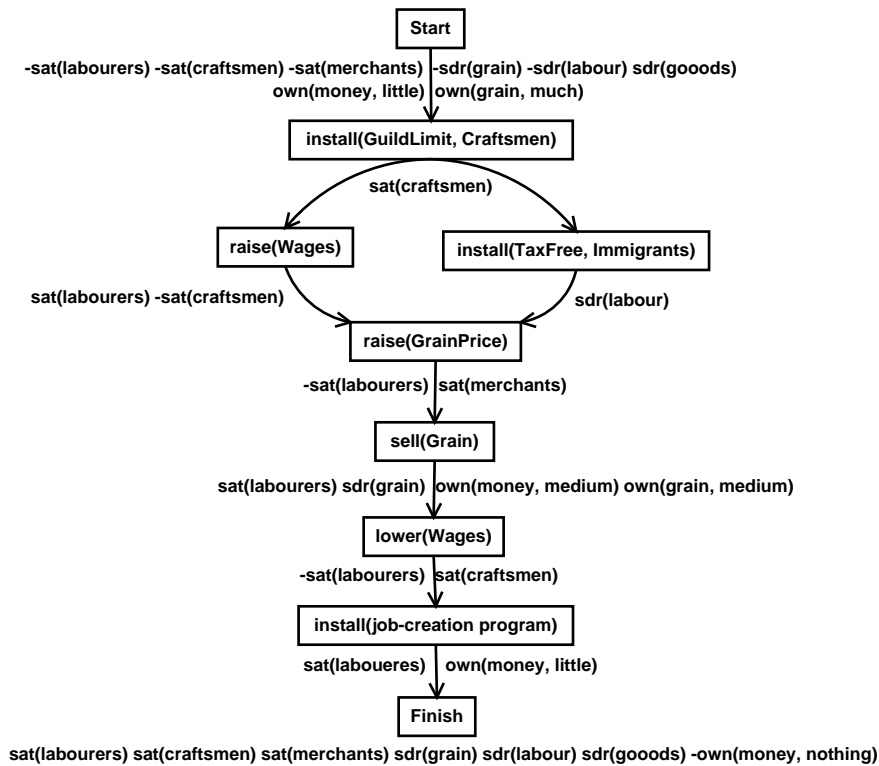 Start
-sat(labourers) -sat(craftsmen) -sat(merchants) -sdr(grain) -sdr(labour) sdr(gooods)
own(money, little) own(grain, much)
install(GuildLimit, Craftsmen)
sat(craftsmen)
raise(Wages)
install(TaxFree, Immigrants)
sat(labourers) -sat(craftsmen)
sdr(labour)
raise(GrainPrice)
-sat(labourers) sat(merchants)
sell(Grain)
sat(labourers) sdr(grain) own(money, medium) own(grain, medium)
lower(Wages)
-sat(labourers) sat(craftsmen)
install(job-creation program)
sat(laboueres) own(money, little)
Finish
sat(labourers) sat(craftsmen) sat(merchants) sdr(grain) sdr(labour) sdr(gooods) -own(money, nothing)